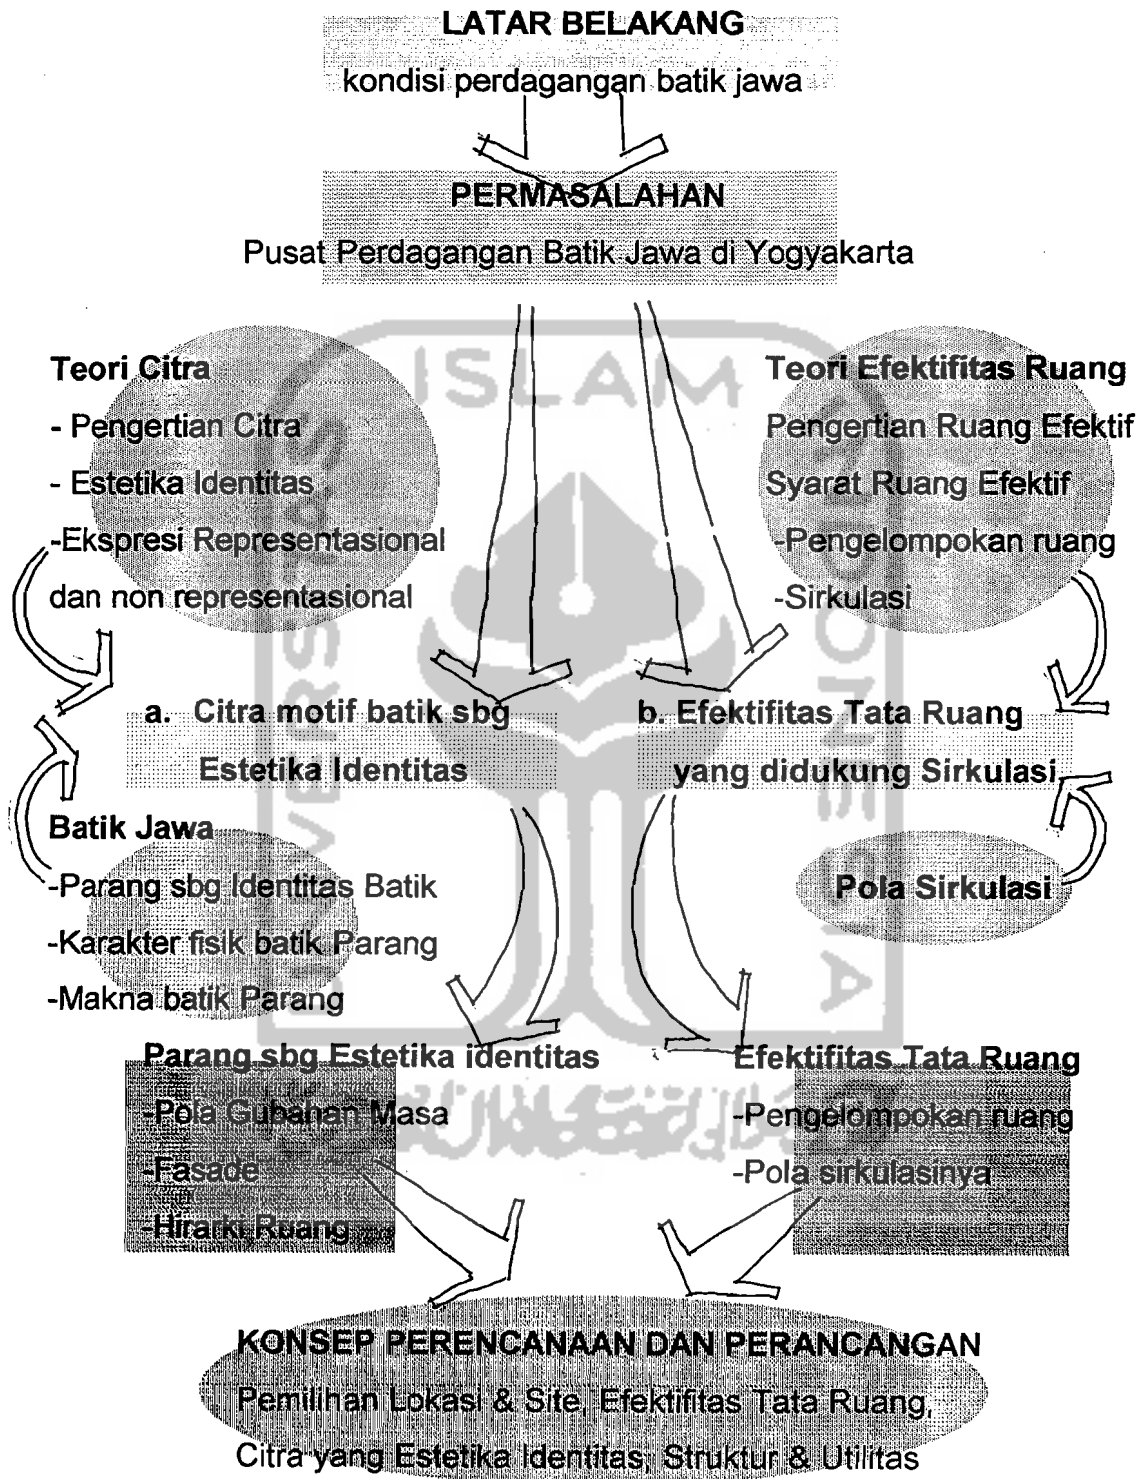 LATAR BELAKANG
kondisi perdagangan batik jawa
PERMASALAHAN
Pusat Perdagangan Batik Jawa di Yogyakarta
Teori Citra
- Pengertian Citra
- Estetika Identitas
-Ekspresi Representasional
dan non representasional
Teori Efektifitas Ruang
Pengertian Ruang Efektif
Syarat Ruang Efektif
-Pengelompokan ruang
-Sirkulasi
a. Citra motif batik sbg
Estetika Identitas
b. Efektifitas Tata Ruang
yang didukung Sirkulasi
Batik Jawa
-Parang sbg Identitas Batik
-Karakter fisik batik Parang
-Makna batik Parang
Pola Sirkulasi
Parang sbg Estetika identitas
-Pola Gubahan Masa
-Fasade
-Hirarki Ruang
Efektifitas Tata Ruang
-Pengelompokan ruang
-Pola sirkulasinya
KONSEP PERENCANAAN DAN PERANCANGAN
Pemilihan Lokasi & Site, Efektifitas Tata Ruang,
Citra yang Estetika Identitas, Struktur & Utilitas
ISLAM
UNIVERSITAS
INDONESIA